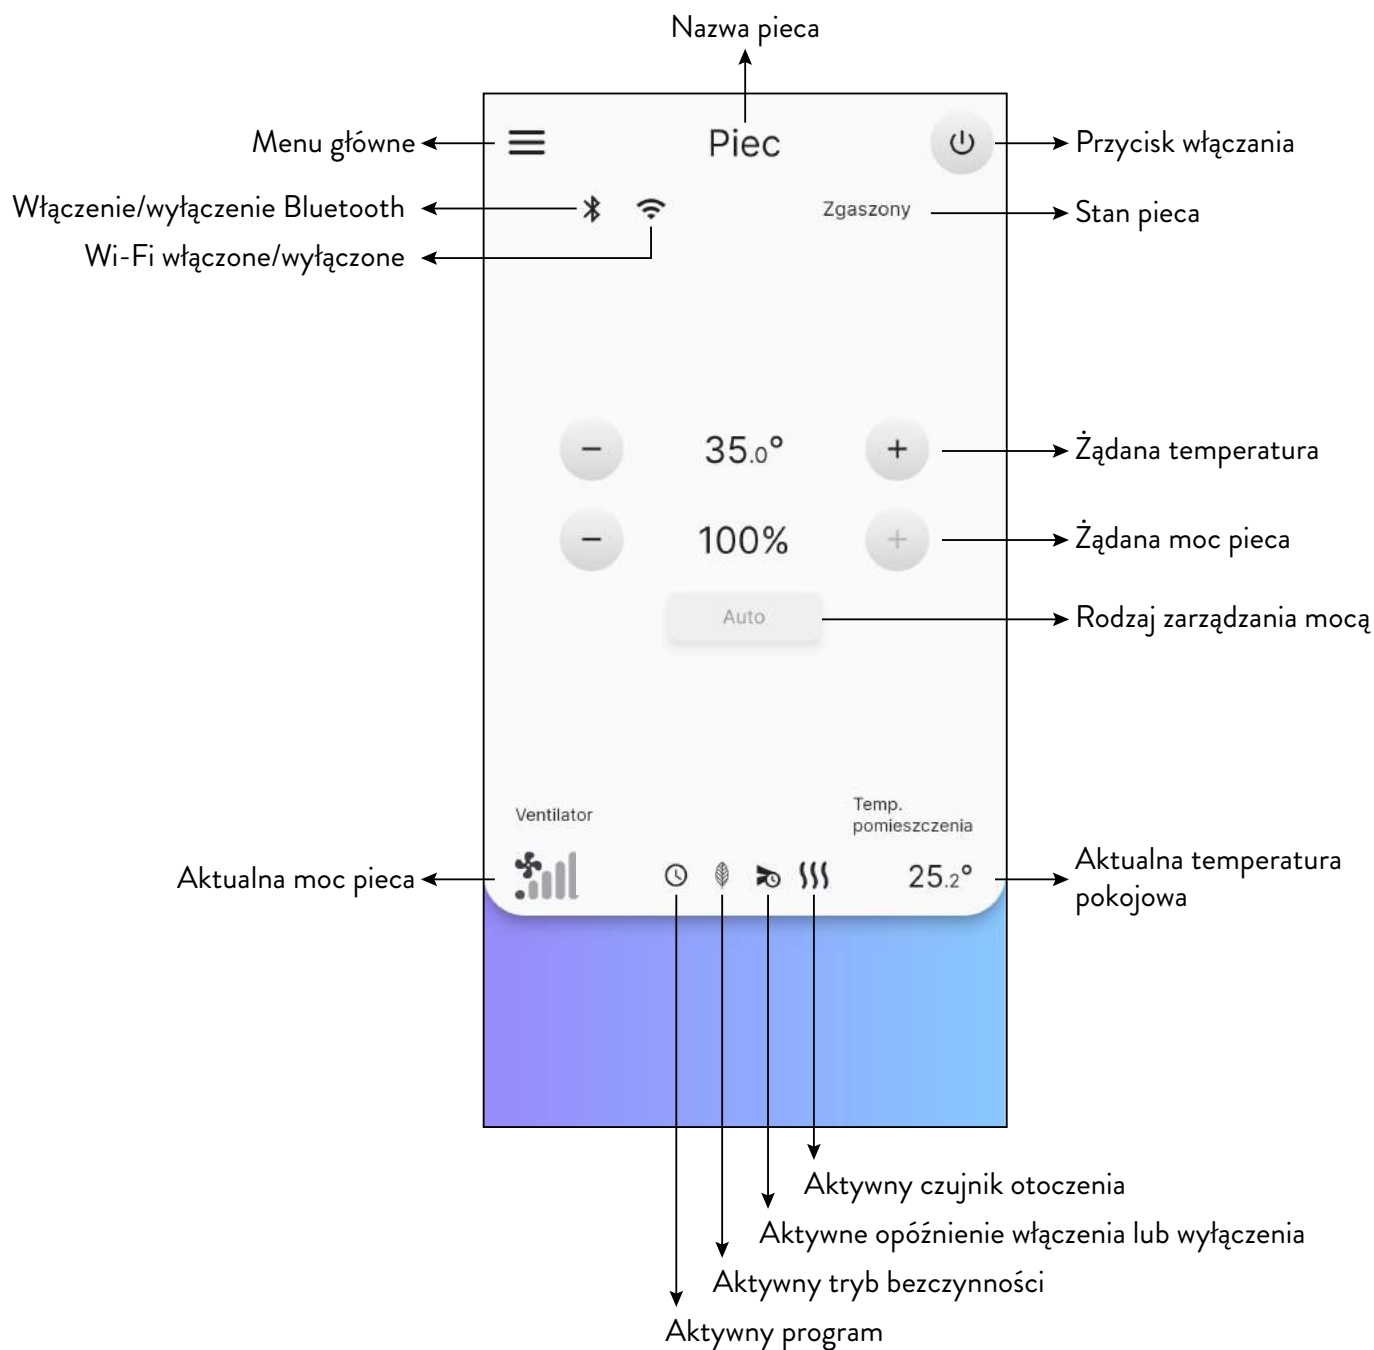 Nazwa pieca
Menu główne
Piec
Przycisk włączania
Włączenie/wyłączenie Bluetooth
Zgaszony
Stan pieca
Wi-Fi włączone/wyłączone
35.0°
Żądana temperatura
100%
Żądana moc pieca
Auto
Rodzaj zarządzania mocą
Ventilator
Temp.
pomieszczenia
Aktualna moc pieca
25.2°
Aktualna temperatura
pokojowa
Aktywny czujnik otoczenia
Aktywne opóźnienie włączenia lub wyłączenia
Aktywny tryb bezczynności
Aktywny program